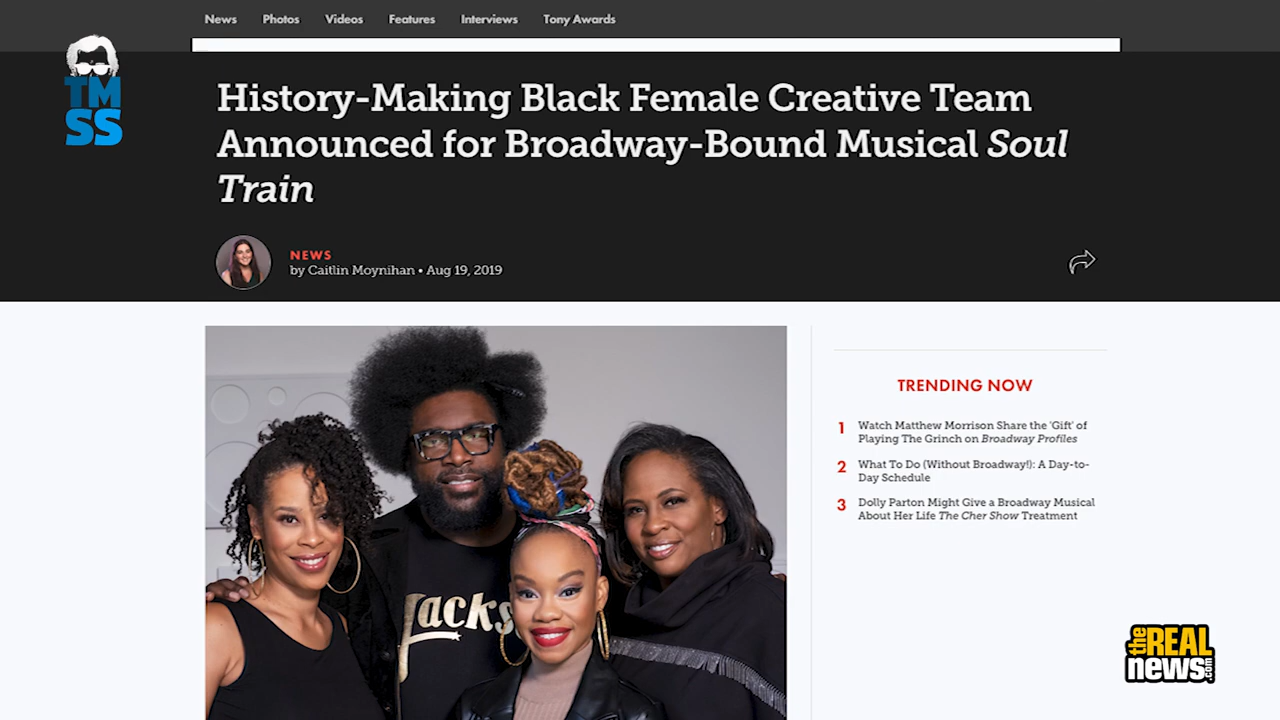 News Photos Videos Features Interviews Tony Awards
TM
SS
History-Making Black Female Creative Team
Announced for Broadway-Bound Musical Soul
Train
NEWS
by Caitlin Moynihan • Aug 19, 2019
Jacks
TRENDING NOW
1 Watch Matthew Morrison Share the 'Gift' of
Playing The Grinch on Broadway Profiles
2 What To Do (Without Broadway!): A Day-to-
Day Schedule
3 Dolly Parton Might Give a Broadway Musical
About Her Life The Cher Show Treatment
the REAL
news.com